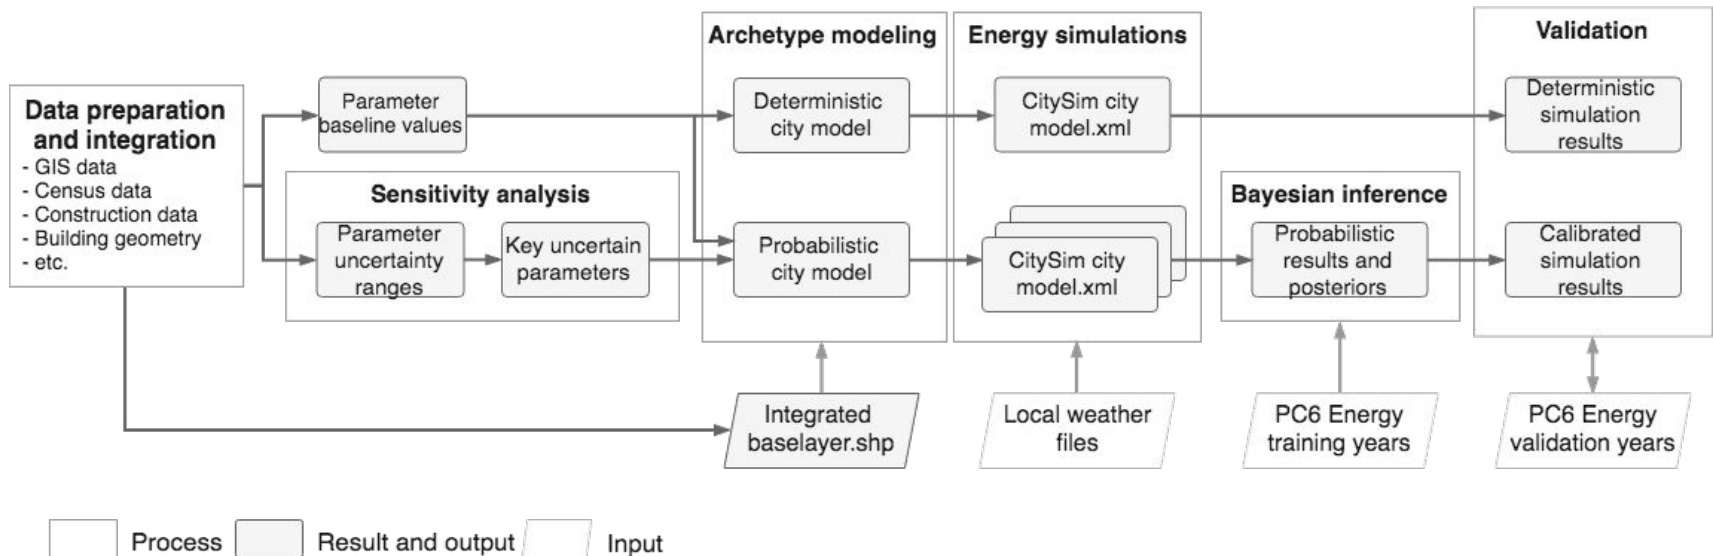 Data preparation
and integration
- GIS data
- Census data
- Construction data
- Building geometry
- etc.
Parameter
baseline values
Sensitivity analysis
Parameter
uncertainty
ranges
Key uncertain
parameters
Archetype modeling
Deterministic
city model
Probabilistic
city model
Energy simulations
CitySim city
model.xml
CitySim city
model.xml
Bayesian inference
Probabilistic
results and
posteriors
Validation
Deterministic
simulation
results
Calibrated
simulation
results
Integrated
baselayer.shp
Local weather
files
PC6 Energy
training years
PC6 Energy
validation years
Process
Result and output
Input